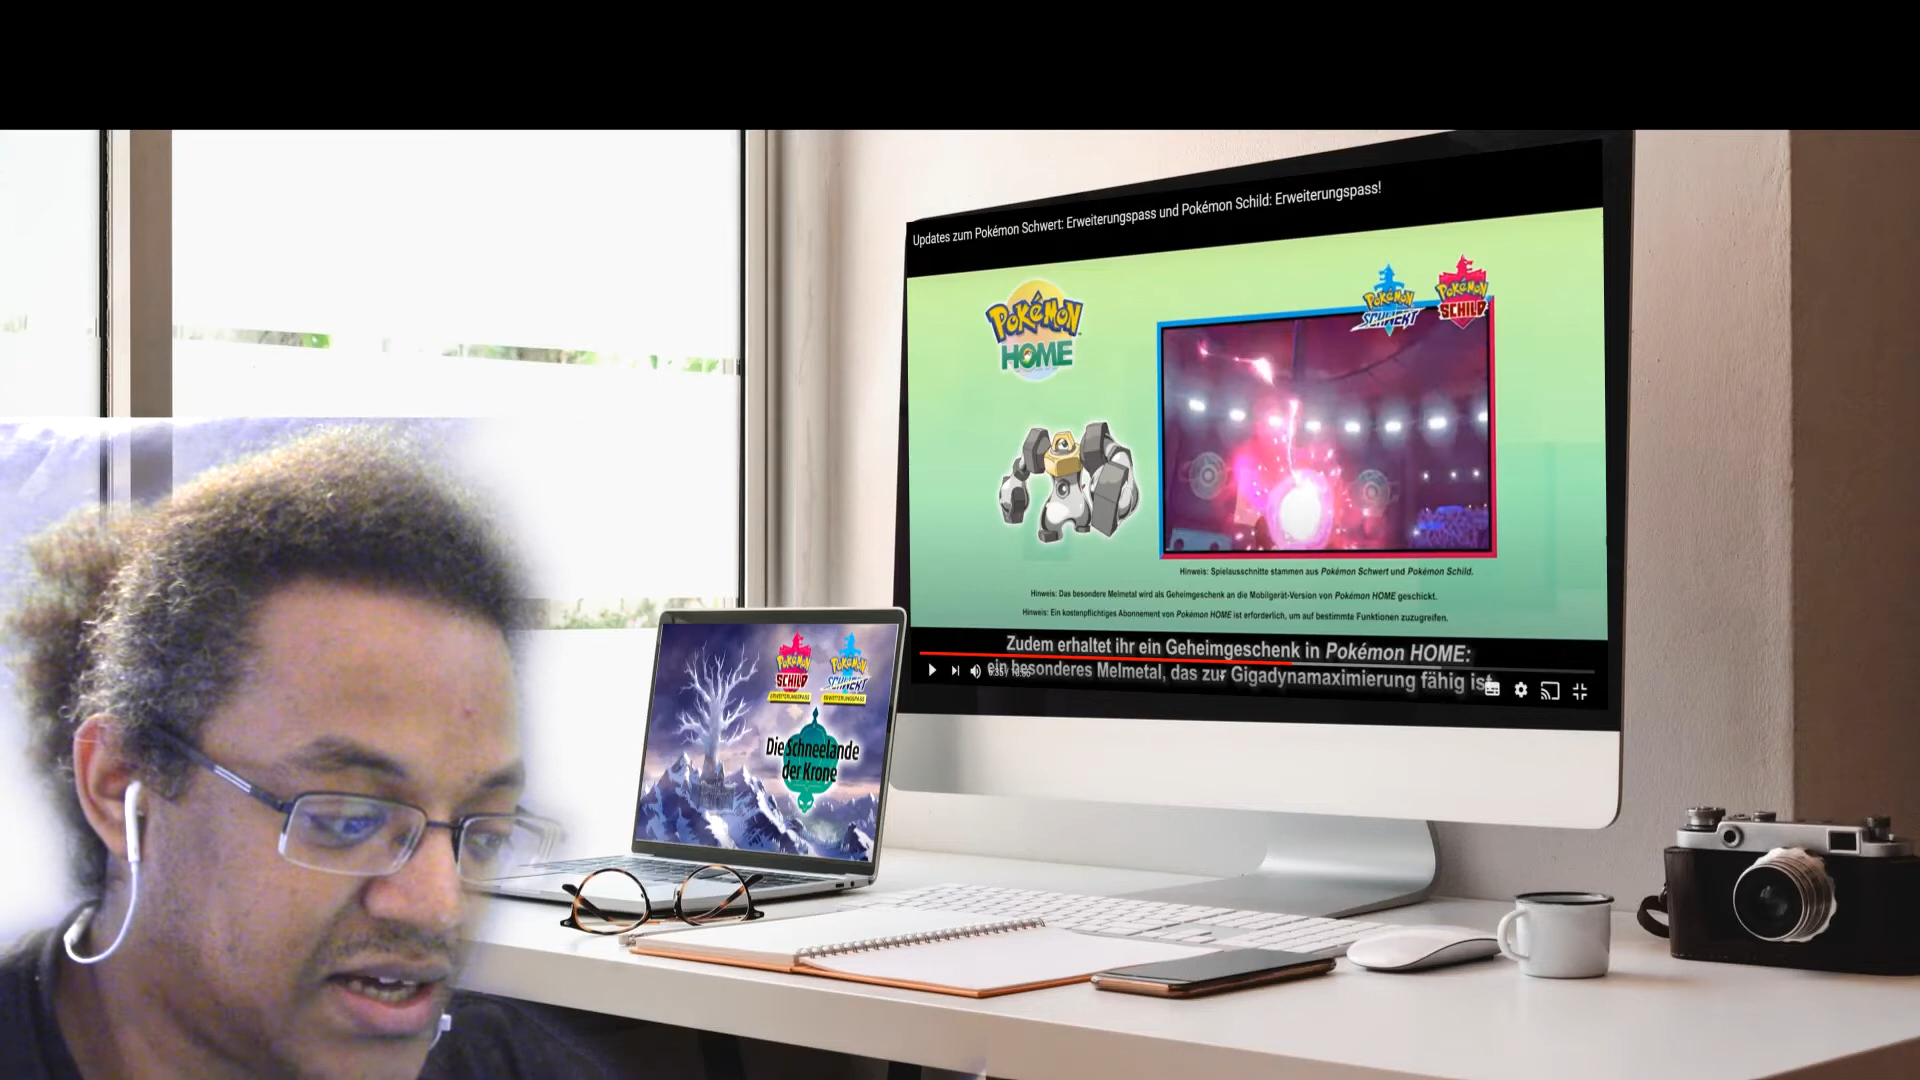 Updates zum Pokémon Schwert: Erweiterungspass und Pokémon Schild: Erweiterungspass!
POKÉMON
HOME
POKÉMON
SCHWERT
POKÉMON
SCHILD
Hinweis: Spielausschnitte stammen aus Pokémon Schwert und Pokémon Schild.
Hinweis: Das besondere Melmetal wird als Geheimgeschenk an die Mobilgerät-Version von Pokémon HOME geschickt.
Hinweis: Ein kostenpflichtiges Abonnement von Pokémon HOME ist erforderlich, um auf bestimmte Funktionen zuzugreifen.
Zudem erhaltet ihr ein Geheimgeschenk in Pokémon HOME:
ein besonderes Melmetal, das zur Gigadynamaximierung fähig ist.
POKÉMON
SCHILD
ERWEITERUNGSPASS
POKÉMON
SCHWERT
ERWEITERUNGSPASS
Die Schneelande
der Krone